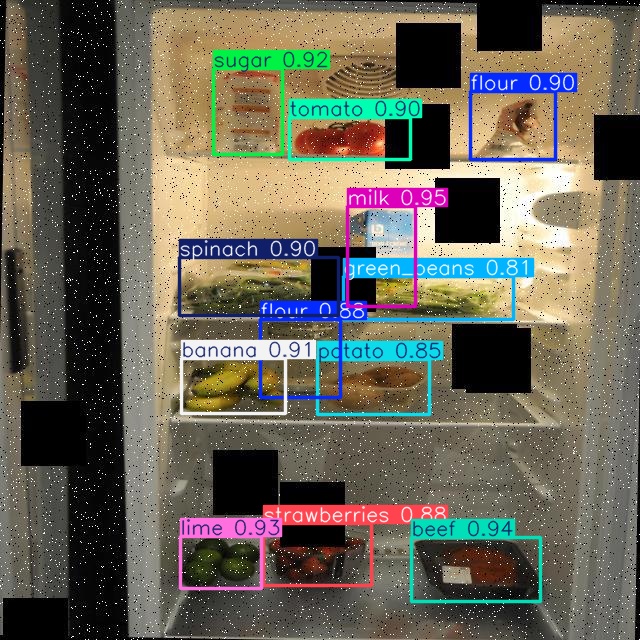 sugar 0.92
flour 0.90
tomato 0.90
milk 0.95
spinach 0.90
green_beans 0.81
flour 0.88
banana 0.91
potato 0.85
strawberries 0.88
lime 0.93
beef 0.94